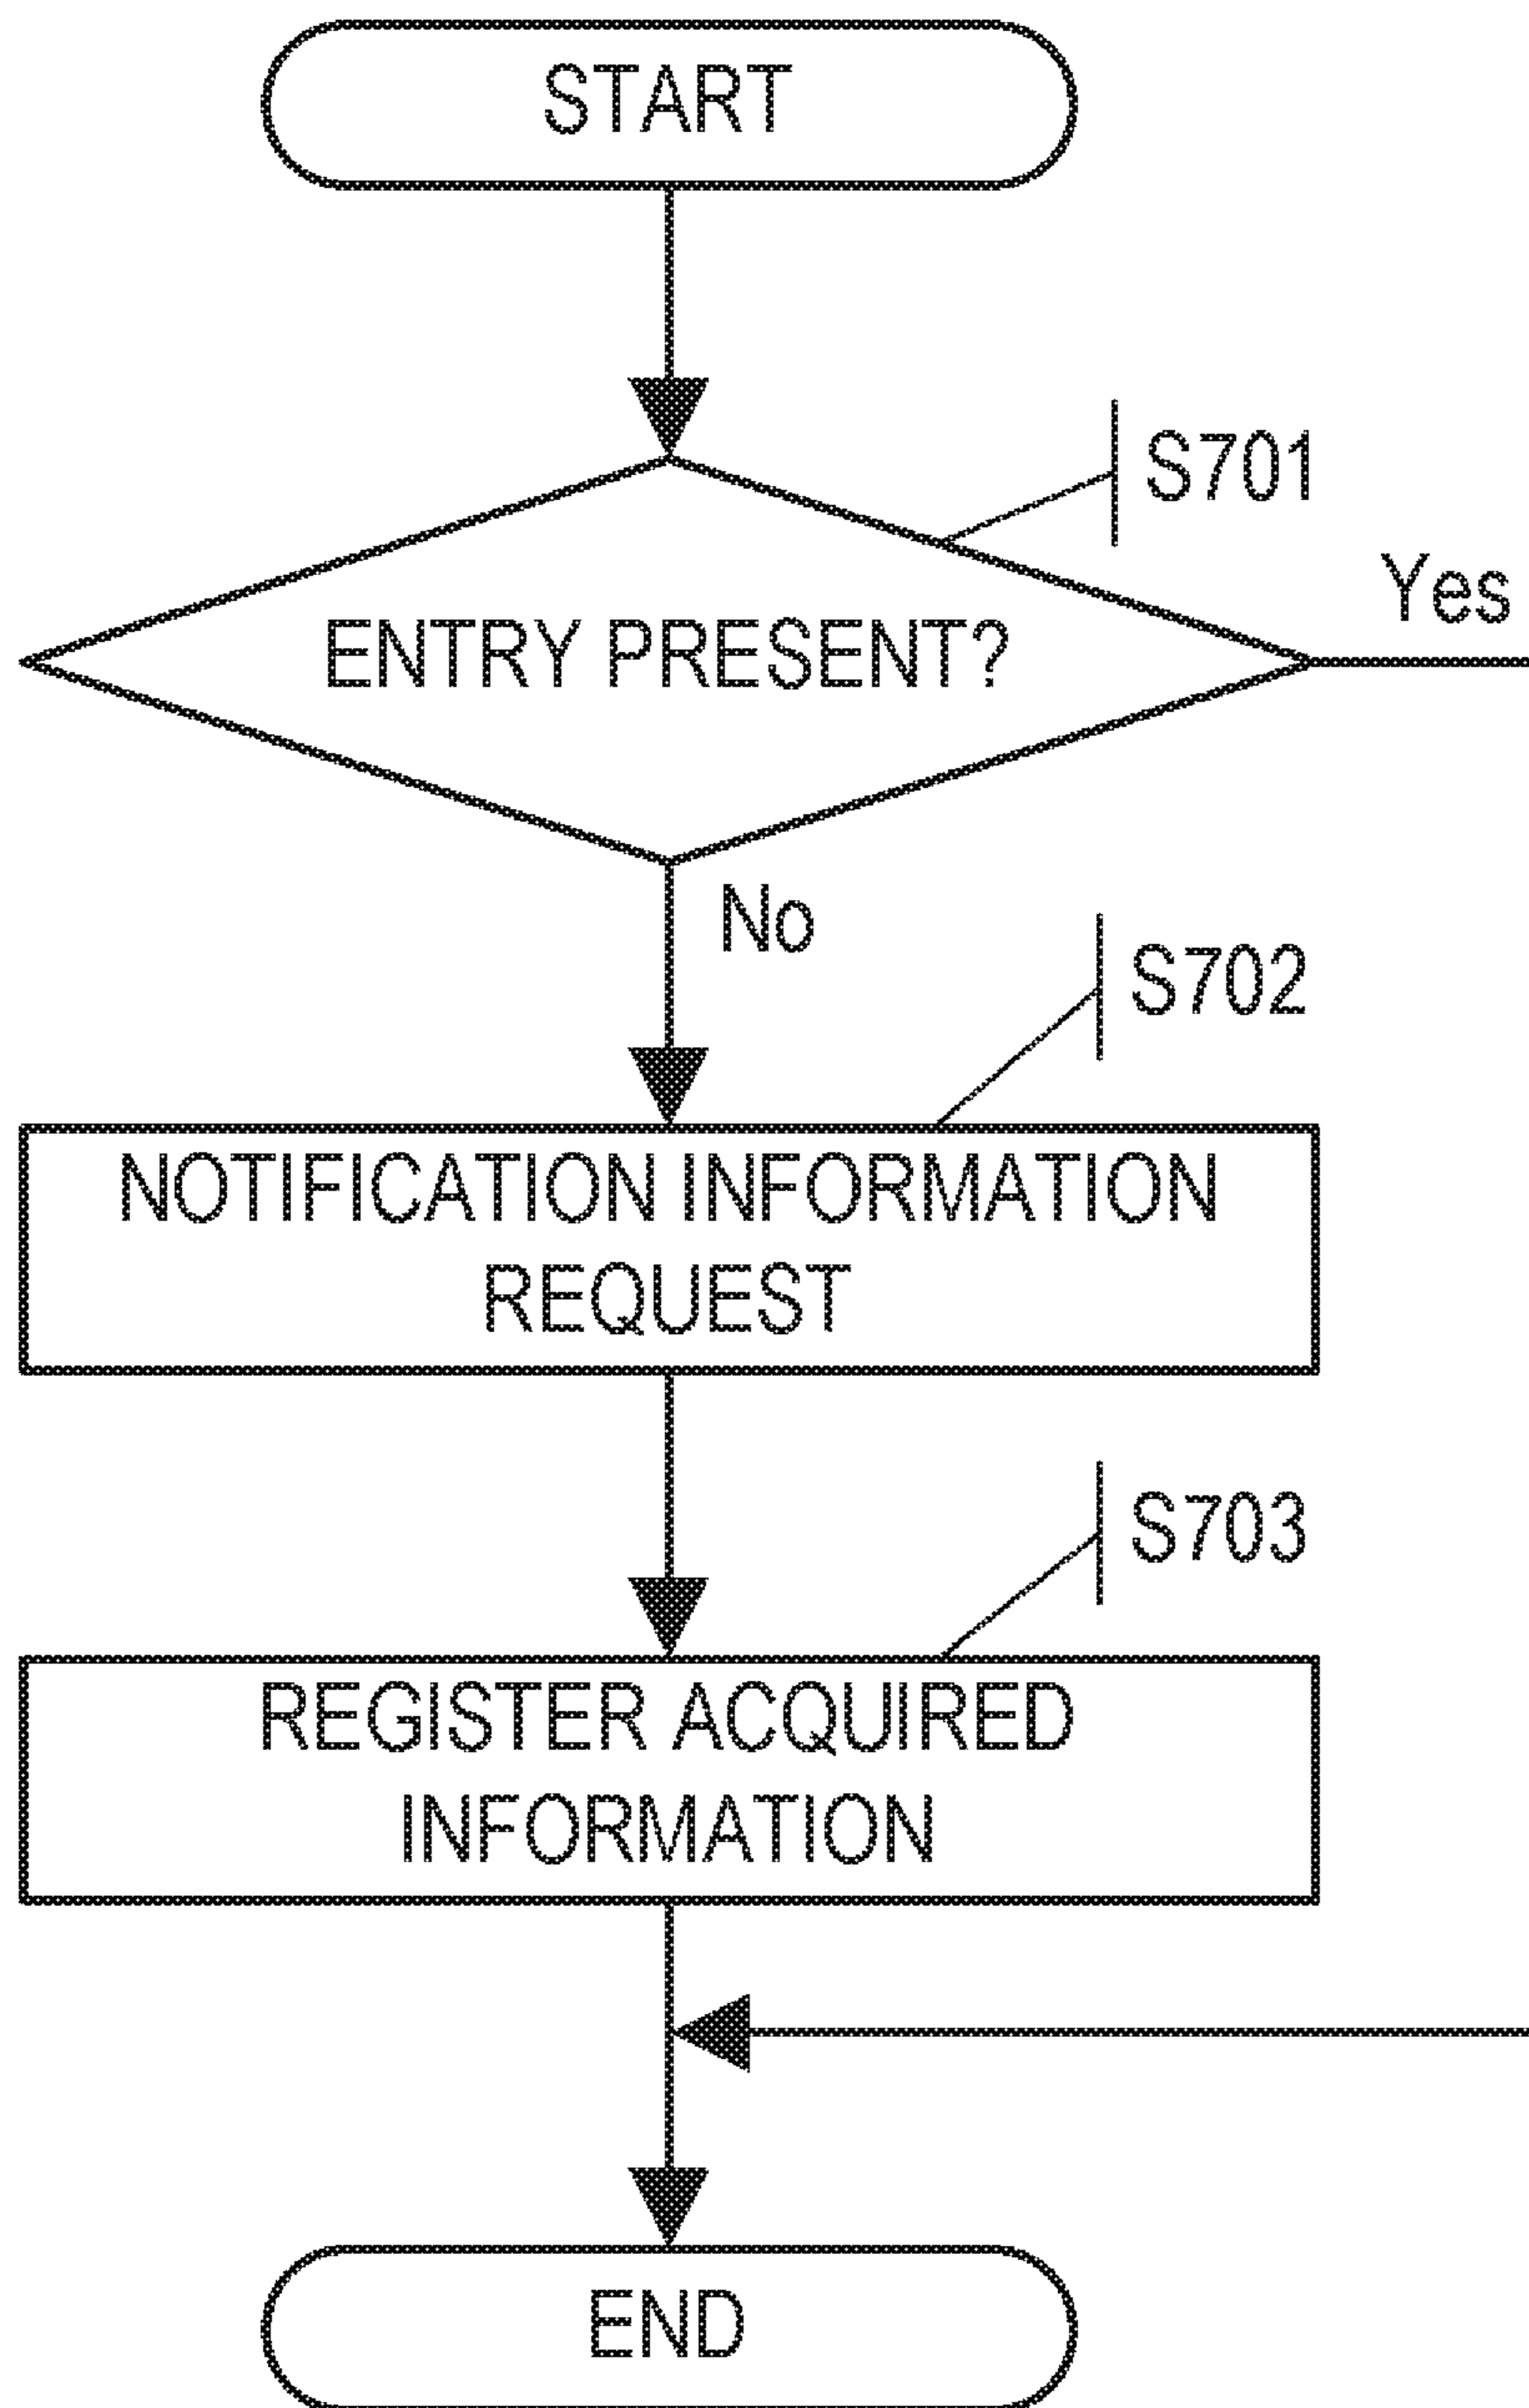 START
S701
Yes
ENTRY PRESENT?
No
S702
NOTIFICATION INFORMATION
REQUEST
S703
REGISTER ACQUIRED
INFORMATION
END